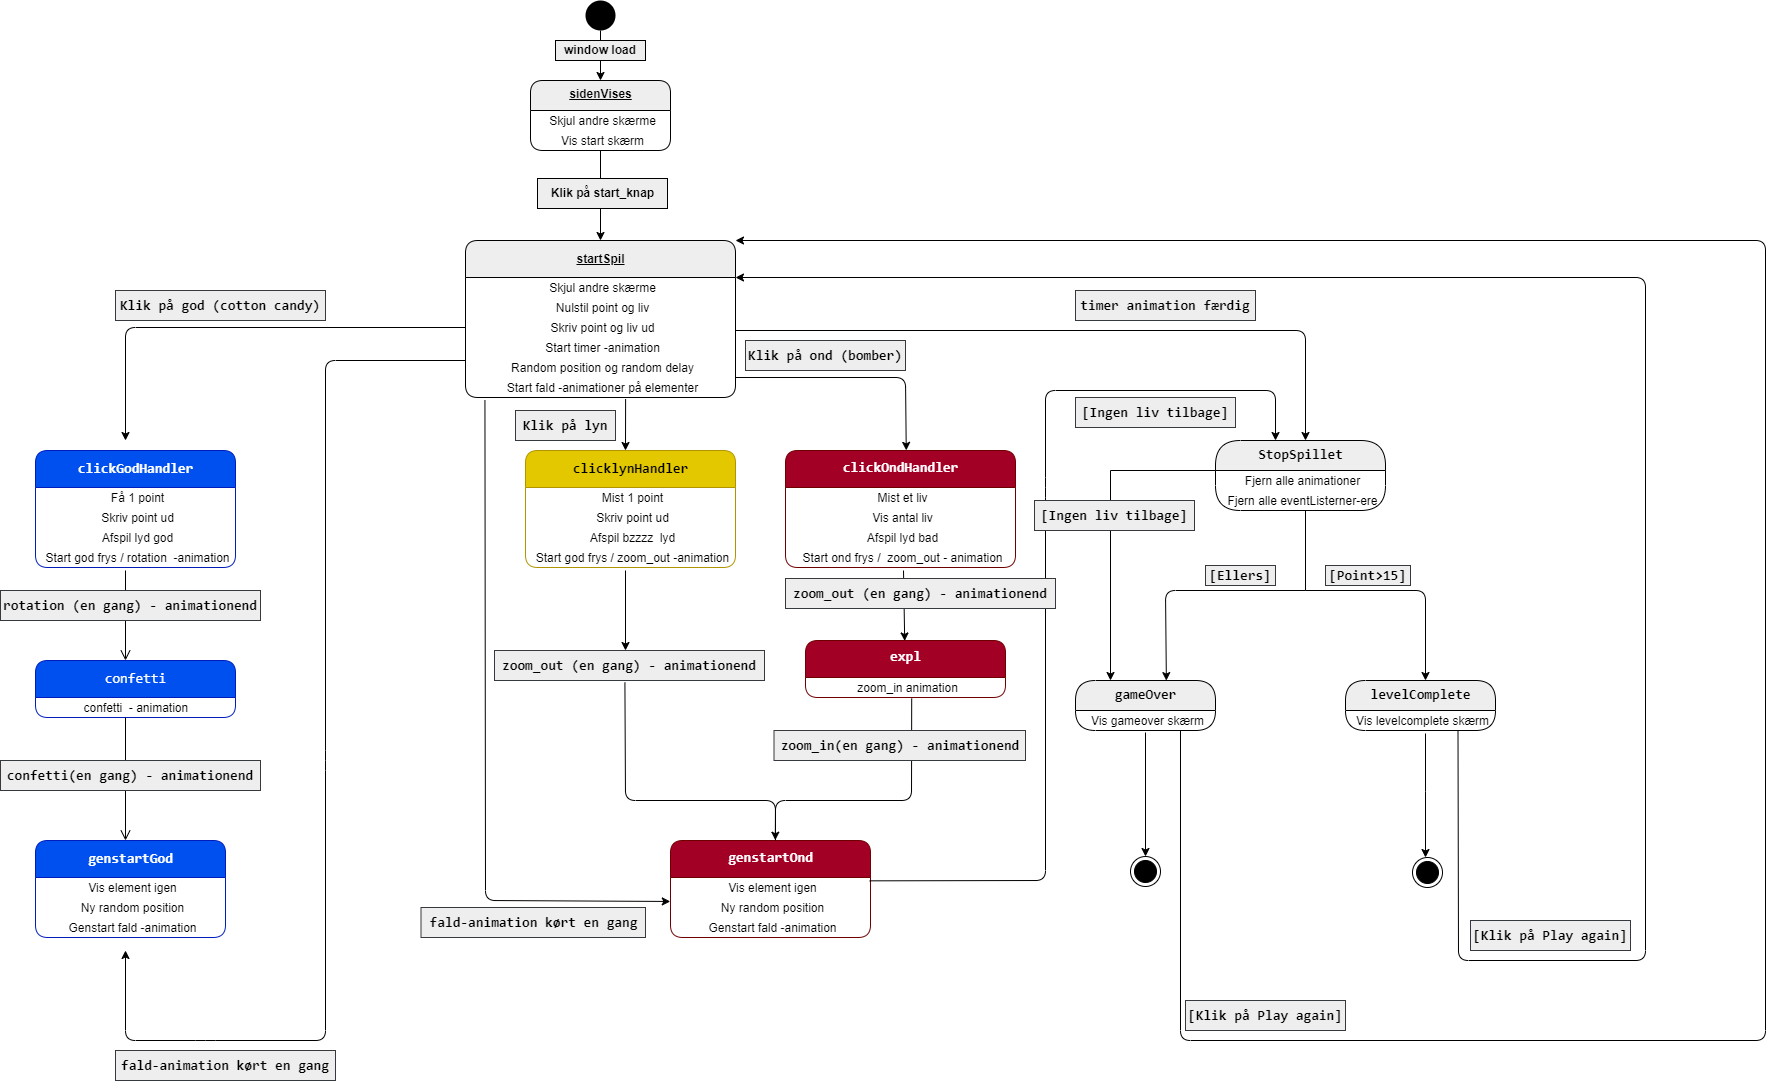 window load
sidenVises
Skjul andre skærme
Vis start skærm
Klik på start_knap
startSpil
Skjul andre skærme
Nulstil point og liv
Skriv point og liv ud
Start timer -animation
Random position og random delay
Start fald -animationer på elementer
Klik på god (cotton candy)
timer animation færdig
Klik på ond (bomber)
Klik på lyn
[Ingen liv tilbage]
clickGodHandler
Få 1 point
Skriv point ud
Afspil lyd god
Start god frys / rotation  -animation
clicklynHandler
Mist 1 point
Skriv point ud
Afspil bzzzz  lyd
Start god frys / zoom_out -animation
clickOndHandler
Mist et liv
Vis antal liv
Afspil lyd bad
Start ond frys /  zoom_out - animation
StopSpillet
Fjern alle animationer
Fjern alle eventListerner-ere
[Ingen liv tilbage]
[Ellers]
[Point>15]
rotation (en gang) - animationend
zoom_out (en gang) - animationend
zoom_out (en gang) - animationend
confetti
confetti  - animation
expl
zoom_in animation
gameOver
Vis gameover skærm
levelComplete
Vis levelcomplete skærm
confetti(en gang) - animationend
zoom_in(en gang) - animationend
genstartGod
Vis element igen
Ny random position
Genstart fald -animation
genstartOnd
Vis element igen
Ny random position
Genstart fald -animation
fald-animation kørt en gang
[Klik på Play again]
[Klik på Play again]
fald-animation kørt en gang